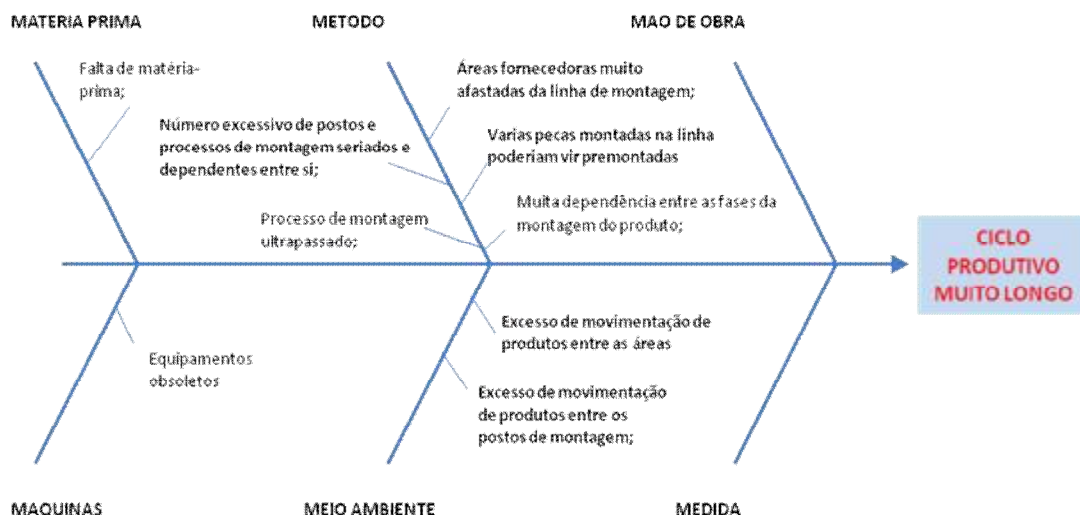 MATERIA PRIMA
METODO
MAO DE OBRA
Falta de matéria-
prima;
Áreas fornecedoras muito
afastadas da linha de montagem;
Número excessivo de postos e
processos de montagem seriados e
dependentes entre si;
Varias pecas montadas na linha
poderiam vir premontadas
Processo de montagem
ultrapassado;
Muita dependência entre as fases da
montagem do produto;
CICLO
PRODUTIVO
MUITO LONGO
Equipamentos
obsoletos
Excesso de movimentação de
produtos entre as áreas
Excesso de movimentação
de produtos entre os
postos de montagem;
MAQUINAS
MEIO AMBIENTE
MEDIDA